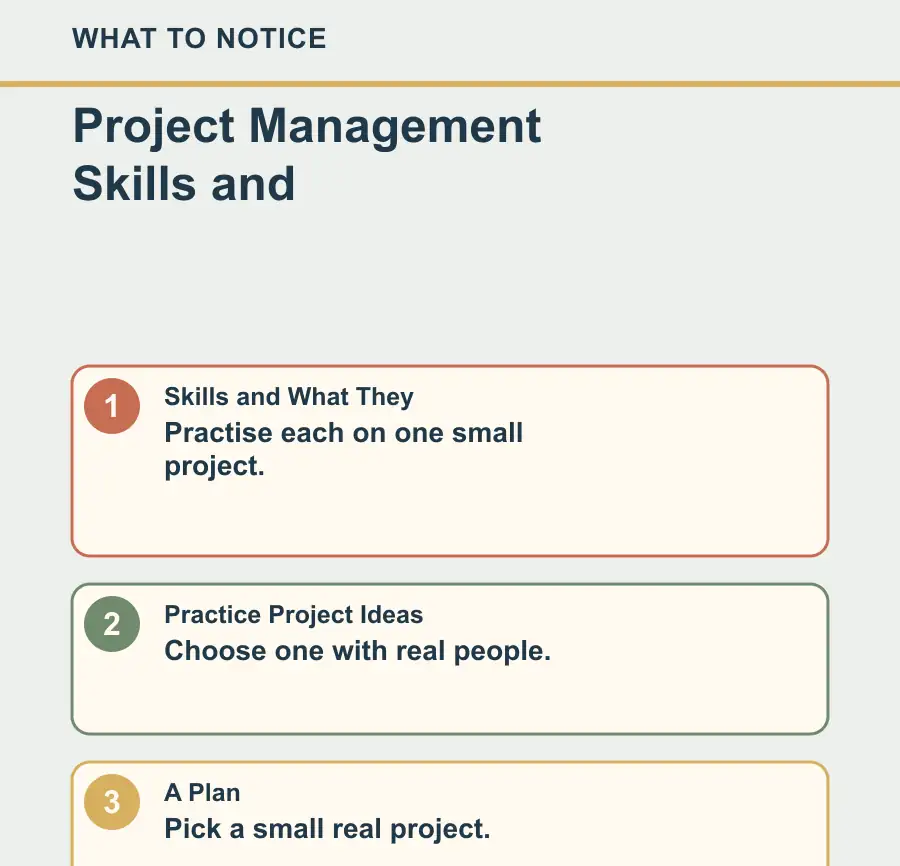 WHAT TO NOTICE
Project Management
Skills and
1
Skills and What They
Practise each on one small
project.
2
Practice Project Ideas
Choose one with real people.
3
A Plan
Pick a small real project.